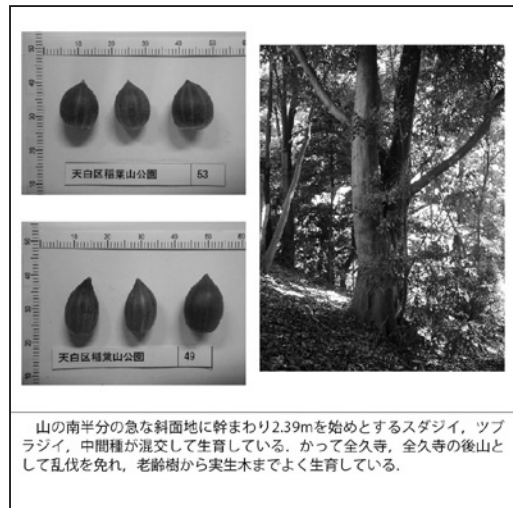 天白区稲葉山公園 53
天白区稲葉山公園 49
山の南半分の急な斜面地に幹まわり2.39mを始めとするスダジイ，ツブ
ラジイ，中間種が混交して生育している．かって全久寺，全久寺の後山と
して乱伐を免れ，老齢樹から実生木までよく生育している．